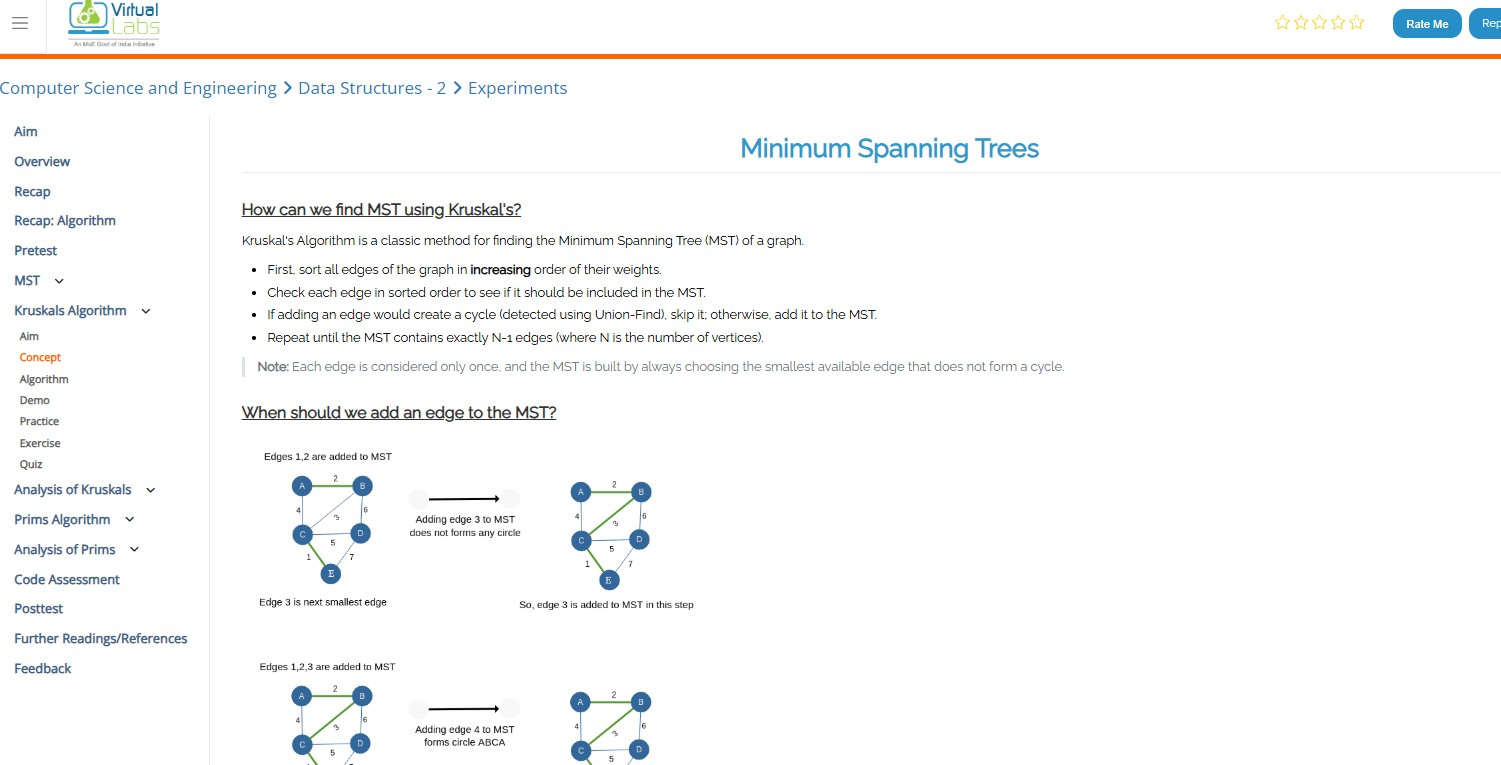 Virtual
Labs
An MoE Govt of India Initiative
Rate Me
Rep
Computer Science and Engineering > Data Structures - 2 > Experiments
Aim
Overview
Recap
Recap: Algorithm
Pretest
MST
Kruskals Algorithm
Aim
Concept
Algorithm
Demo
Practice
Exercise
Quiz
Analysis of Kruskals
Prims Algorithm
Analysis of Prims
Code Assessment
Posttest
Further Readings/References
Feedback
Minimum Spanning Trees
How can we find MST using Kruskal's?
Kruskal's Algorithm is a classic method for finding the Minimum Spanning Tree (MST) of a graph.
• First, sort all edges of the graph in increasing order of their weights.
• Check each edge in sorted order to see if it should be included in the MST.
• If adding an edge would create a cycle (detected using Union-Find), skip it; otherwise, add it to the MST.
• Repeat until the MST contains exactly N-1 edges (where N is the number of vertices).
Note: Each edge is considered only once, and the MST is built by always choosing the smallest available edge that does not form a cycle.
When should we add an edge to the MST?
Edges 1,2 are added to MST
A 2 B
4 3 6
C 5 D
1 7
E
Edge 3 is next smallest edge
Adding edge 3 to MST
does not forms any circle
A 2 B
4 3 6
C 5 D
1 7
E
So, edge 3 is added to MST in this step
Edges 1,2,3 are added to MST
A 2 B
4 3 6
C 5 D
Adding edge 4 to MST
forms circle ABCA
A 2 B
4 3 6
C 5 D